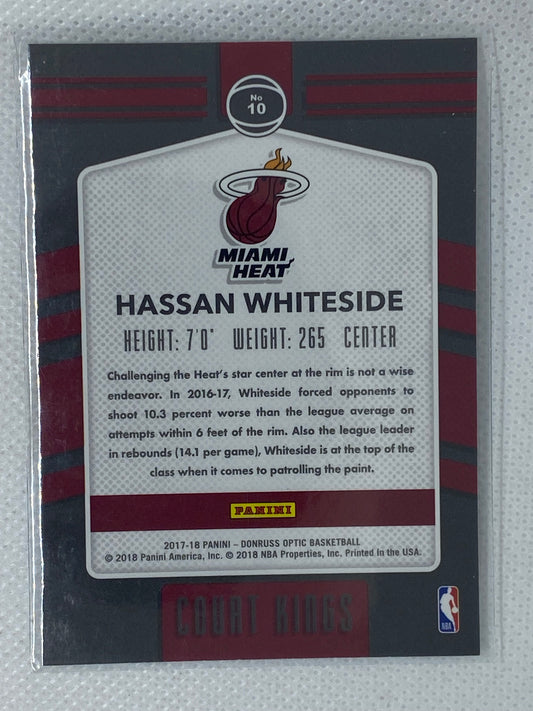 No
10
MIAMI
HEAT
HASSAN WHITESIDE
HEIGHT: 7'0" WEIGHT: 265 CENTER
Challenging the Heat's star center at the rim is not a wise
endeavor. In 2016-17, Whiteside forced opponents to
shoot 10.3 percent worse than the league average on
attempts within 6 feet of the rim. Also the league leader
in rebounds (14.1 per game), Whiteside is at the top of the
class when it comes to patrolling the paint.
PANINI
2017-18 PANINI – DONRUSS OPTIC BASKETBALL
© 2018 Panini America, Inc. © 2018 NBA Properties, Inc. Printed in the USA.
COURT KINGS
NBA